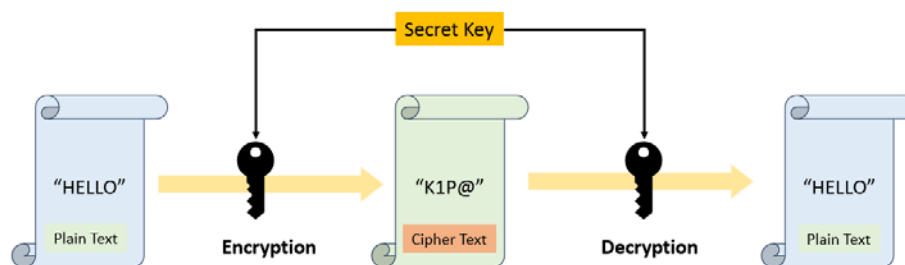 Secret Key
“HELLO”
“K1P@”
“HELLO”
Plain Text
Cipher Text
Plain Text
Encryption
Decryption